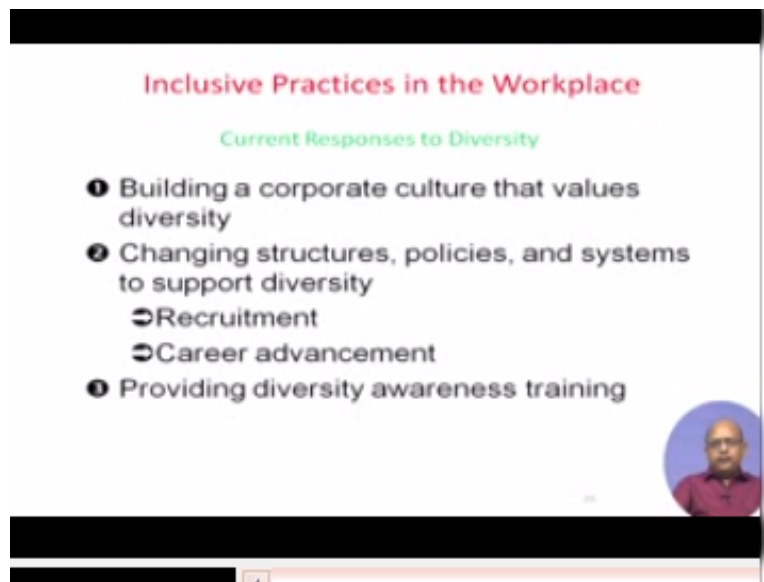 Inclusive Practices in the Workplace
Current Responses to Diversity
❶ Building a corporate culture that values
diversity
❷ Changing structures, policies, and systems
to support diversity
➲Recruitment
➲Career advancement
❸ Providing diversity awareness training